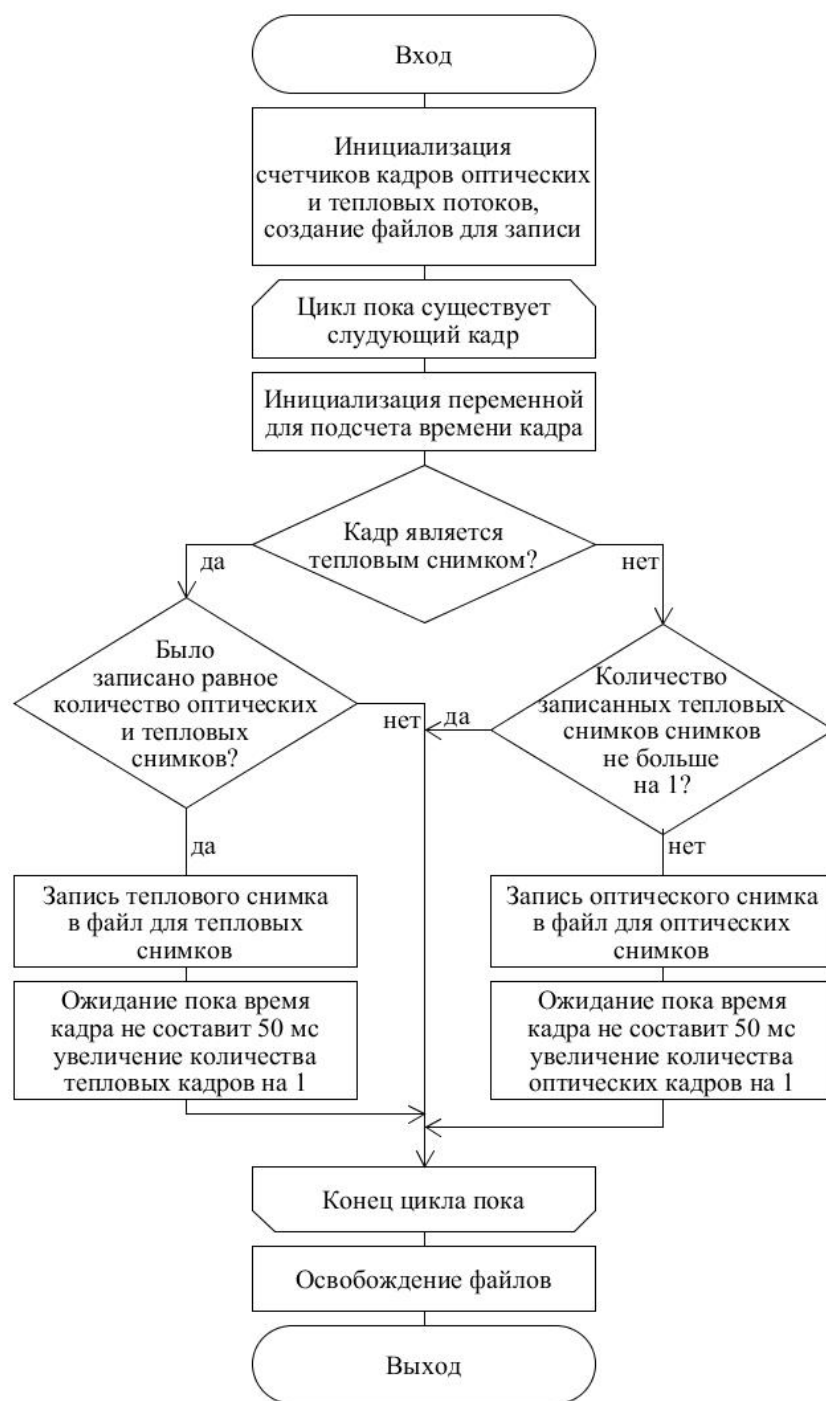 Вход
Инициализация
счетчиков кадров оптических
и тепловых потоков,
создание файлов для записи
Цикл пока существует
слудующий кадр
Инициализация переменной
для подсчета времени кадра
Кадр является
тепловым снимком?
да
нет
Было
записано равное
количество оптических
и тепловых
снимков?
нет
да
Количество
записанных тепловых
снимков снимков
не больше
на 1?
да
нет
Запись теплового снимка
в файл для тепловых
снимков
Запись оптического снимка
в файл для оптических
снимков
Ожидание пока время
кадра не составит 50 мс
увеличение количества
тепловых кадров на 1
Ожидание пока время
кадра не составит 50 мс
увеличение количества
оптических кадров на 1
Конец цикла пока
Освобождение файлов
Выход